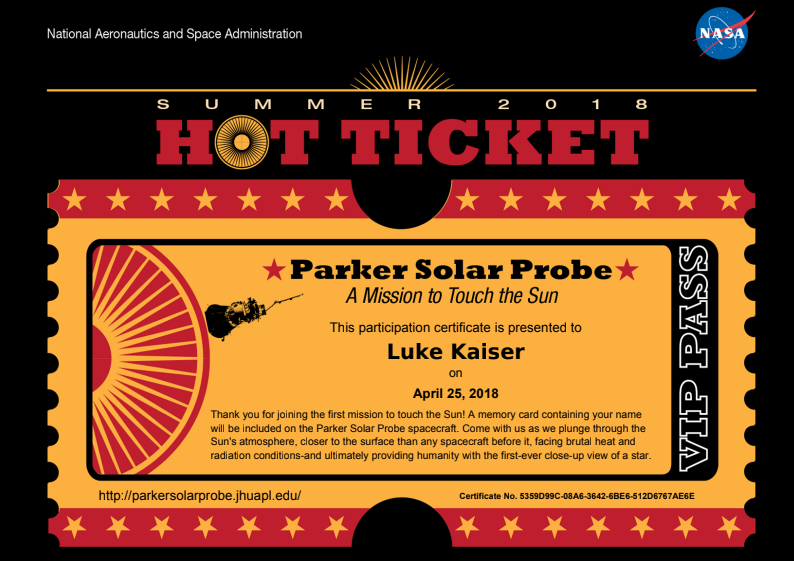 National Aeronautics and Space Administration
NASA
SUMMER 2018
HOT TICKET
Parker Solar Probe
A Mission to Touch the Sun
This participation certificate is presented to
Luke Kaiser
on
April 25, 2018
Thank you for joining the first mission to touch the Sun! A memory card containing your name
will be included on the Parker Solar Probe spacecraft. Come with us as we plunge through the
Sun's atmosphere, closer to the surface than any spacecraft before it, facing brutal heat and
radiation conditions-and ultimately providing humanity with the first-ever close-up view of a star.
VIP PASS
http://parkersolarprobe.jhuapl.edu/
Certificate No. 5359D99C-08A6-3642-6BE6-512D6767AE6E